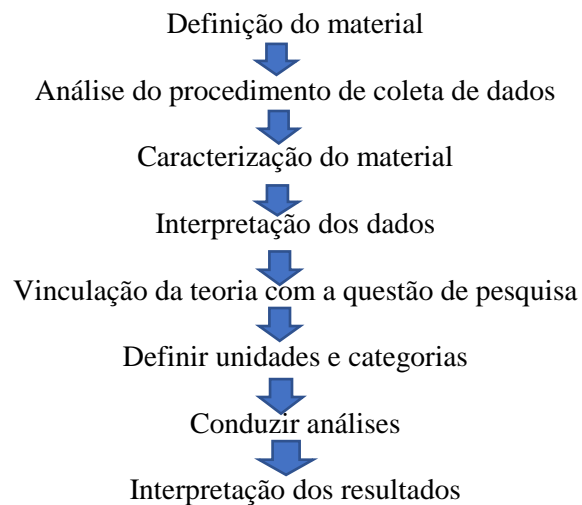 Definição do material
Análise do procedimento de coleta de dados
Caracterização do material
Interpretação dos dados
Vinculação da teoria com a questão de pesquisa
Definir unidades e categorias
Conduzir análises
Interpretação dos resultados